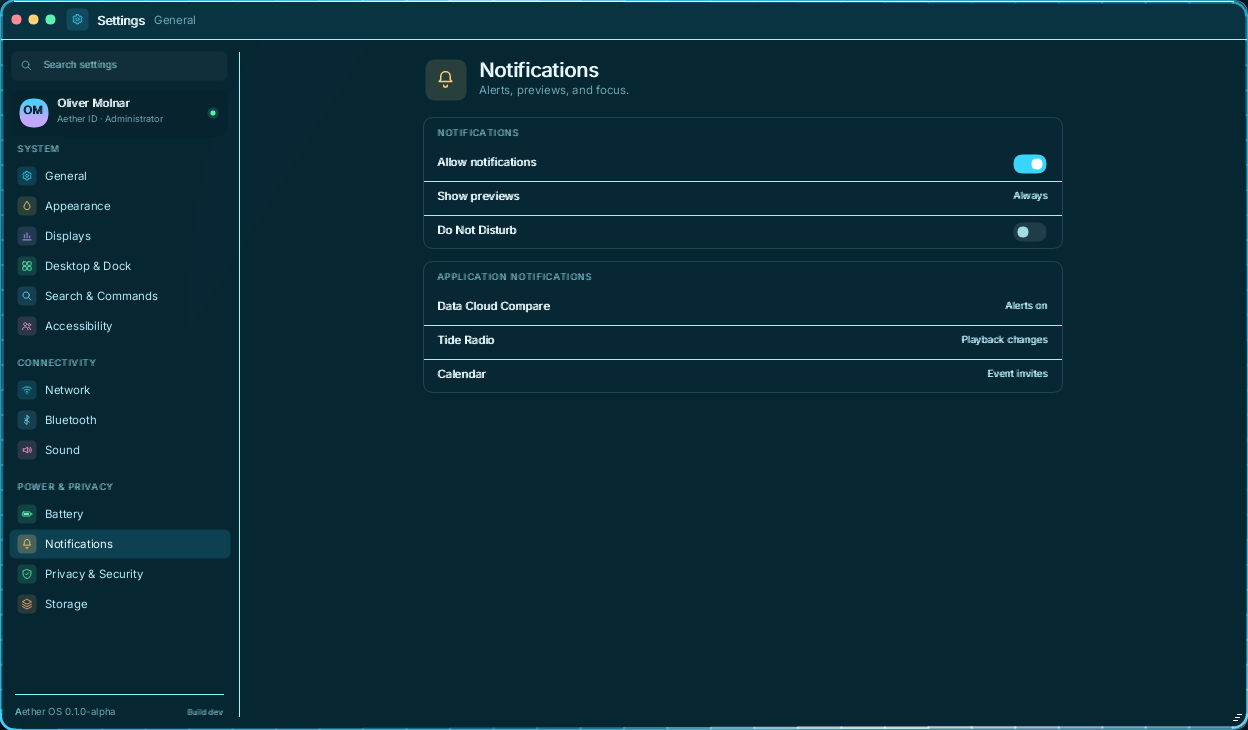 Settings General
Search settings
OM
Oliver Molnar
Aether ID · Administrator
SYSTEM
General
Appearance
Displays
Desktop & Dock
Search & Commands
Accessibility
CONNECTIVITY
Network
Bluetooth
Sound
POWER & PRIVACY
Battery
Notifications
Privacy & Security
Storage
Aether OS 0.1.0-alpha Build dev
Notifications
Alerts, previews, and focus.
NOTIFICATIONS
Allow notifications
Show previews Always
Do Not Disturb
APPLICATION NOTIFICATIONS
Data Cloud Compare Alerts on
Tide Radio Playback changes
Calendar Event invites